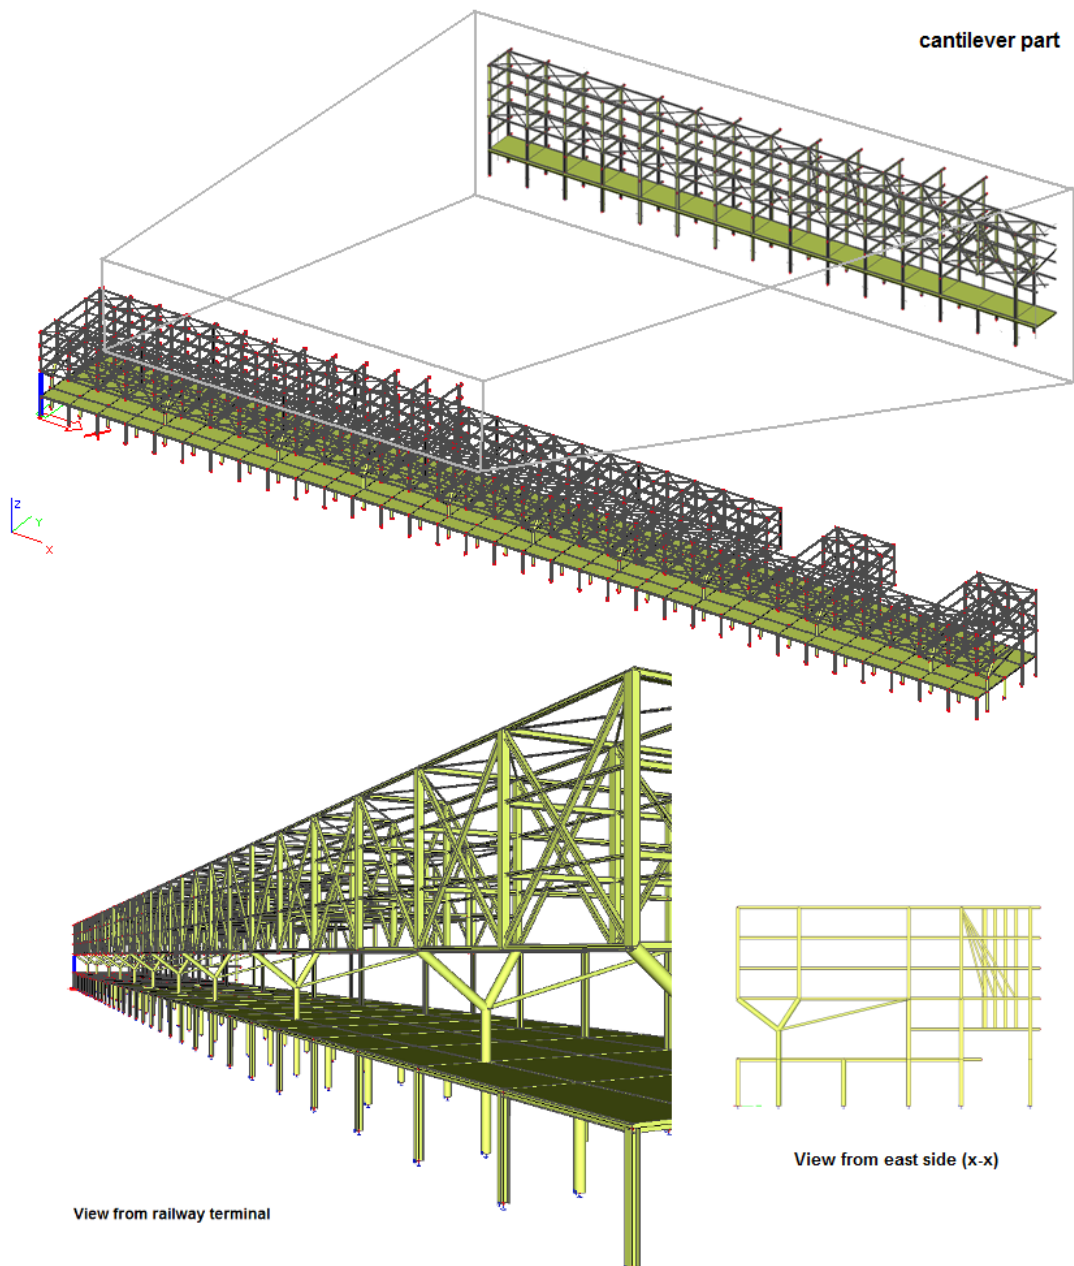 cantilever part
Z
Y
X
View from east side (x-x)
View from railway terminal